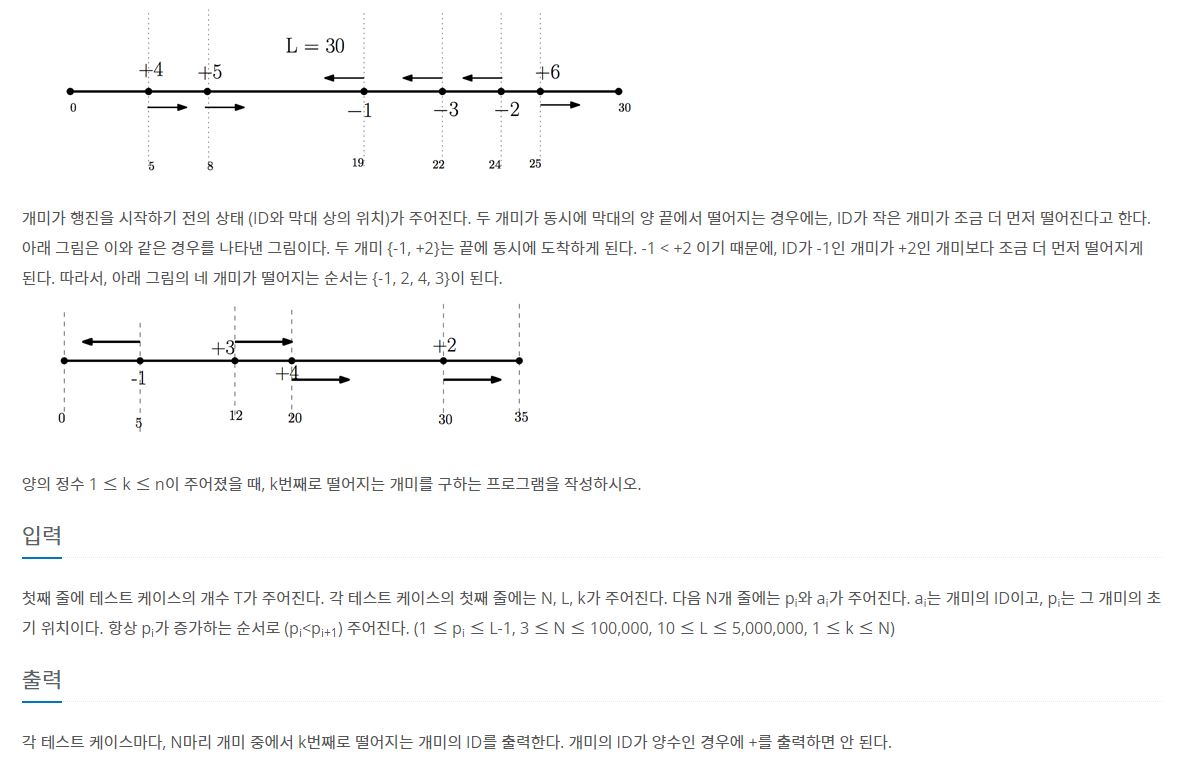 L = 30
+4 +5 +6
0 −1 −3 −2 30
5 8 19 22 24 25
개미가 행진을 시작하기 전의 상태 (ID와 막대 상의 위치)가 주어진다. 두 개미가 동시에 막대의 양 끝에서 떨어지는 경우에는, ID가 작은 개미가 조금 더 먼저 떨어진다고 한다.
아래 그림은 이와 같은 경우를 나타낸 그림이다. 두 개미 {-1, +2}는 끝에 동시에 도착하게 된다. -1 < +2 이기 때문에, ID가 -1인 개미가 +2인 개미보다 조금 더 먼저 떨어지게
된다. 따라서, 아래 그림의 네 개미가 떨어지는 순서는 {-1, 2, 4, 3}이 된다.
+3 +2
-1 +4
0 5 12 20 30 35
양의 정수 1 ≤ k ≤ n이 주어졌을 때, k번째로 떨어지는 개미를 구하는 프로그램을 작성하시오.
입력
첫째 줄에 테스트 케이스의 개수 T가 주어진다. 각 테스트 케이스의 첫째 줄에는 N, L, k가 주어진다. 다음 N개 줄에는 pi와 ai가 주어진다. ai는 개미의 ID이고, pi는 그 개미의 초
기 위치이다. 항상 pi가 증가하는 순서로 (pi<pi+1) 주어진다. (1 ≤ pi ≤ L-1, 3 ≤ N ≤ 100,000, 10 ≤ L ≤ 5,000,000, 1 ≤ k ≤ N)
출력
각 테스트 케이스마다, N마리 개미 중에서 k번째로 떨어지는 개미의 ID를 출력한다. 개미의 ID가 양수인 경우에 +를 출력하면 안 된다.